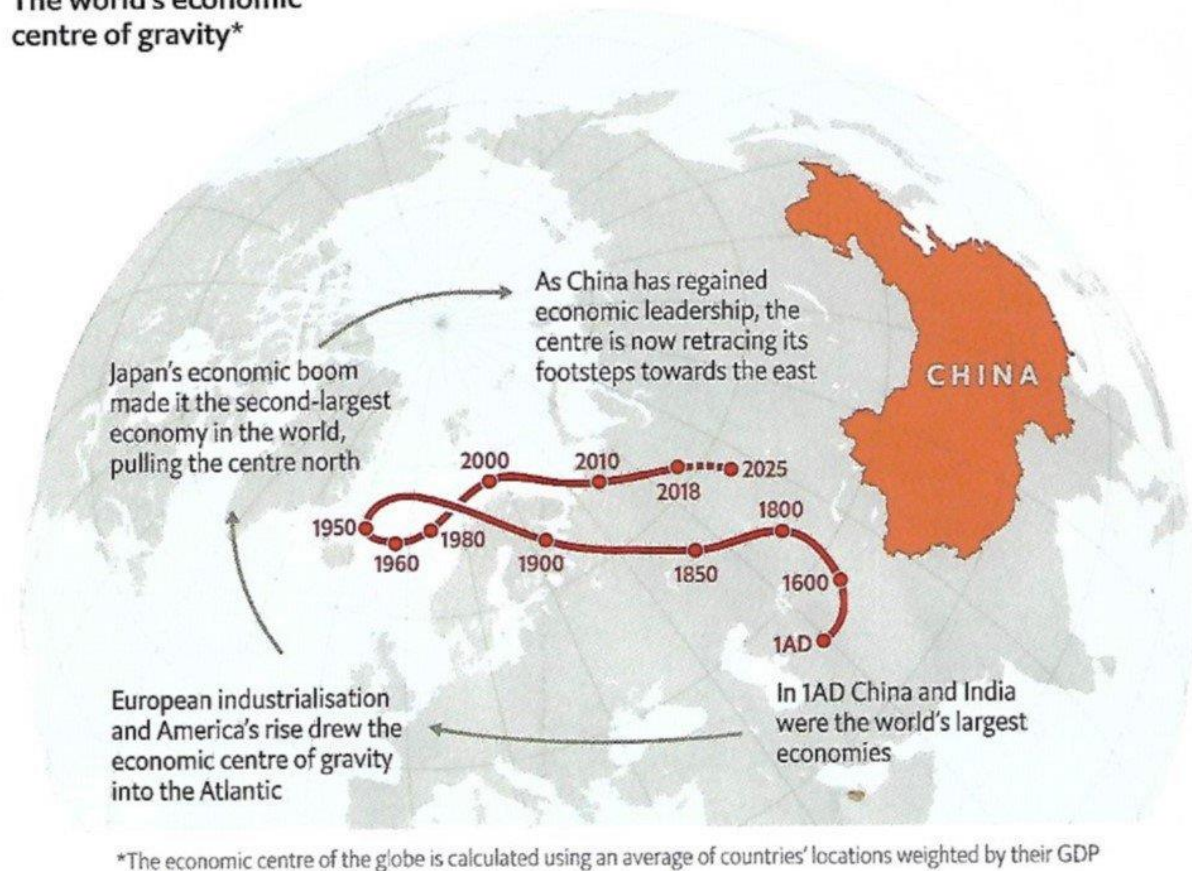 The world's economic
centre of gravity*
As China has regained
economic leadership, the
centre is now retracing its
footsteps towards the east
CHINA
Japan's economic boom
made it the second-largest
economy in the world,
pulling the centre north
2000
2010
2018
2025
1950
1960
1980
1900
1850
1800
1600
1AD
European industrialisation
and America's rise drew the
economic centre of gravity
into the Atlantic
In 1AD China and India
were the world's largest
economies
*The economic centre of the globe is calculated using an average of countries' locations weighted by their GDP